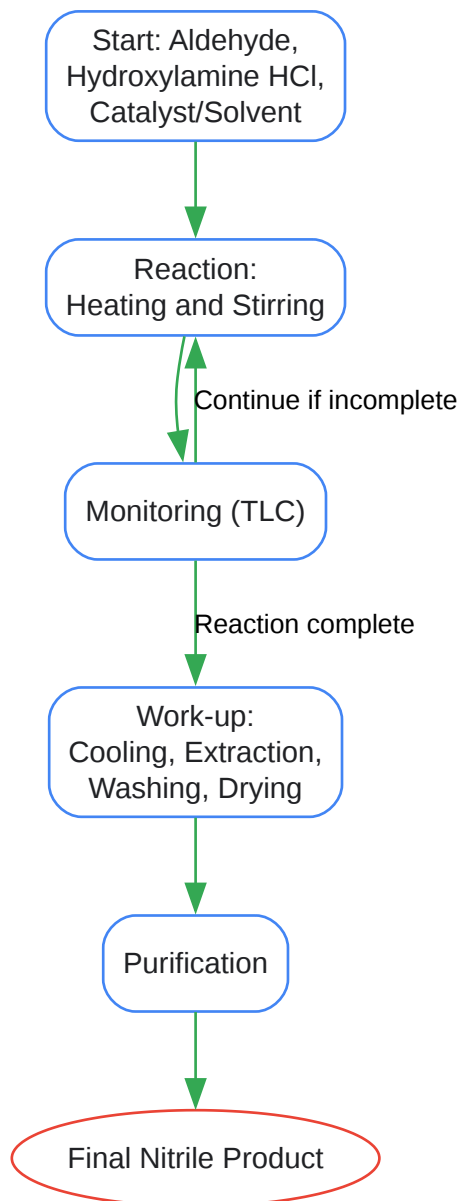 Start: Aldehyde,
Hydroxylamine HCl,
Catalyst/Solvent
Reaction:
Heating and Stirring
Continue if incomplete
Monitoring (TLC)
Reaction complete
Work-up:
Cooling, Extraction,
Washing, Drying
Purification
Final Nitrile Product